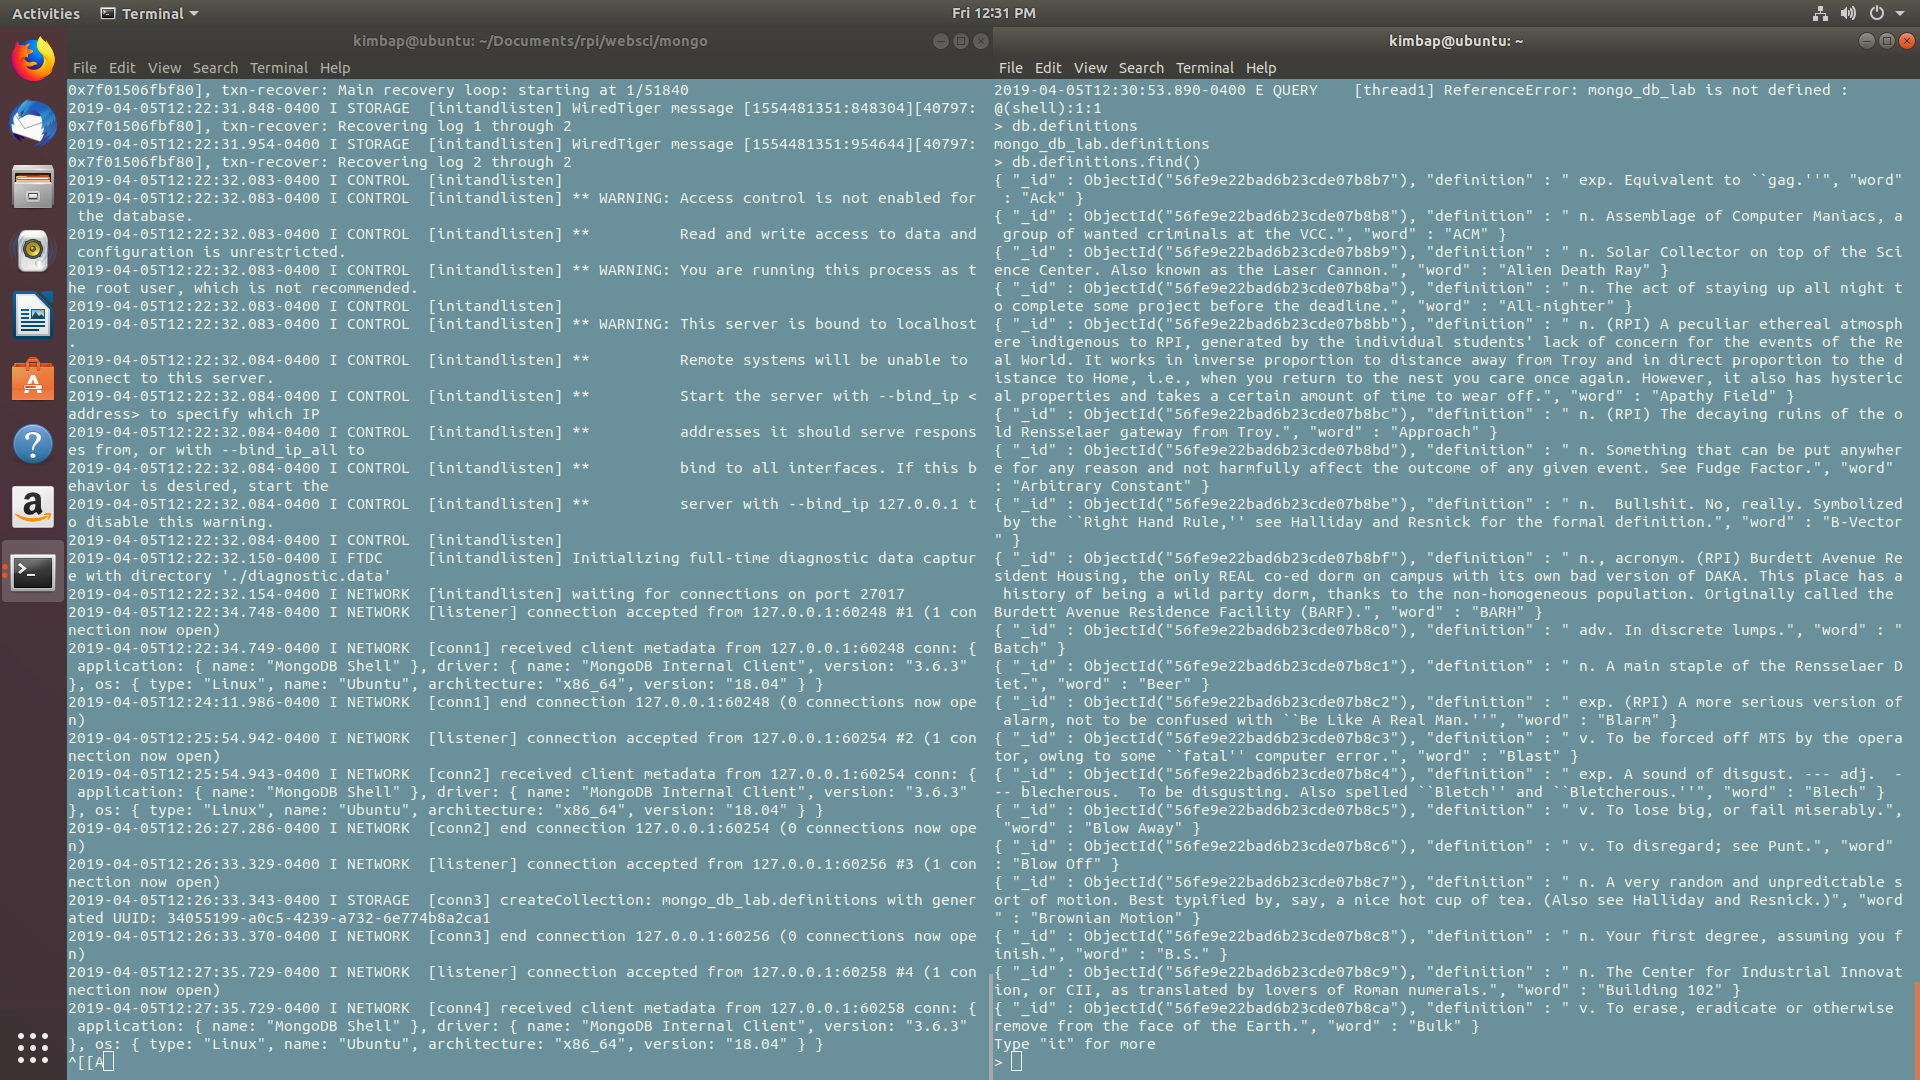 Activities Terminal Fri 12:31 PM
kimbap@ubuntu: ~/Documents/rpi/websci/mongo
File Edit View Search Terminal Help
0x7f01506fbf80], txn-recover: Main recovery loop: starting at 1/51840
2019-04-05T12:22:31.848-0400 I STORAGE  [initandlisten] WiredTiger message [1554481351:848304][40797:
0x7f01506fbf80], txn-recover: Recovering log 1 through 2
2019-04-05T12:22:31.954-0400 I STORAGE  [initandlisten] WiredTiger message [1554481351:954644][40797:
0x7f01506fbf80], txn-recover: Recovering log 2 through 2
2019-04-05T12:22:32.083-0400 I CONTROL  [initandlisten]
2019-04-05T12:22:32.083-0400 I CONTROL  [initandlisten] ** WARNING: Access control is not enabled for
 the database.
2019-04-05T12:22:32.083-0400 I CONTROL  [initandlisten] **          Read and write access to data and
 configuration is unrestricted.
2019-04-05T12:22:32.083-0400 I CONTROL  [initandlisten] ** WARNING: You are running this process as t
he root user, which is not recommended.
2019-04-05T12:22:32.083-0400 I CONTROL  [initandlisten]
2019-04-05T12:22:32.083-0400 I CONTROL  [initandlisten] ** WARNING: This server is bound to localhost
.
2019-04-05T12:22:32.084-0400 I CONTROL  [initandlisten] **          Remote systems will be unable to
connect to this server.
2019-04-05T12:22:32.084-0400 I CONTROL  [initandlisten] **          Start the server with --bind_ip <
address> to specify which IP
2019-04-05T12:22:32.084-0400 I CONTROL  [initandlisten] **          addresses it should serve respons
es from, or with --bind_ip_all to
2019-04-05T12:22:32.084-0400 I CONTROL  [initandlisten] **          bind to all interfaces. If this b
ehavior is desired, start the
2019-04-05T12:22:32.084-0400 I CONTROL  [initandlisten] **          server with --bind_ip 127.0.0.1 t
o disable this warning.
2019-04-05T12:22:32.084-0400 I CONTROL  [initandlisten]
2019-04-05T12:22:32.150-0400 I FTDC     [initandlisten] Initializing full-time diagnostic data captur
e with directory './diagnostic.data'
2019-04-05T12:22:32.154-0400 I NETWORK  [initandlisten] waiting for connections on port 27017
2019-04-05T12:22:34.748-0400 I NETWORK  [listener] connection accepted from 127.0.0.1:60248 #1 (1 con
nection now open)
2019-04-05T12:22:34.749-0400 I NETWORK  [conn1] received client metadata from 127.0.0.1:60248 conn: {
 application: { name: "MongoDB Shell" }, driver: { name: "MongoDB Internal Client", version: "3.6.3"
}, os: { type: "Linux", name: "Ubuntu", architecture: "x86_64", version: "18.04" } }
2019-04-05T12:24:11.986-0400 I NETWORK  [conn1] end connection 127.0.0.1:60248 (0 connections now ope
n)
2019-04-05T12:25:54.942-0400 I NETWORK  [listener] connection accepted from 127.0.0.1:60254 #2 (1 con
nection now open)
2019-04-05T12:25:54.943-0400 I NETWORK  [conn2] received client metadata from 127.0.0.1:60254 conn: {
 application: { name: "MongoDB Shell" }, driver: { name: "MongoDB Internal Client", version: "3.6.3"
}, os: { type: "Linux", name: "Ubuntu", architecture: "x86_64", version: "18.04" } }
2019-04-05T12:26:27.286-0400 I NETWORK  [conn2] end connection 127.0.0.1:60254 (0 connections now ope
n)
2019-04-05T12:26:33.329-0400 I NETWORK  [listener] connection accepted from 127.0.0.1:60256 #3 (1 con
nection now open)
2019-04-05T12:26:33.343-0400 I STORAGE  [conn3] createCollection: mongo_db_lab.definitions with gener
ated UUID: 34055199-a0c5-4239-a732-6e774b8a2ca1
2019-04-05T12:26:33.370-0400 I NETWORK  [conn3] end connection 127.0.0.1:60256 (0 connections now ope
n)
2019-04-05T12:27:35.729-0400 I NETWORK  [listener] connection accepted from 127.0.0.1:60258 #4 (1 con
nection now open)
2019-04-05T12:27:35.729-0400 I NETWORK  [conn4] received client metadata from 127.0.0.1:60258 conn: {
 application: { name: "MongoDB Shell" }, driver: { name: "MongoDB Internal Client", version: "3.6.3"
}, os: { type: "Linux", name: "Ubuntu", architecture: "x86_64", version: "18.04" } }
^[[A
kimbap@ubuntu: ~
File Edit View Search Terminal Help
2019-04-05T12:30:53.890-0400 E QUERY    [thread1] ReferenceError: mongo_db_lab is not defined :
@(shell):1:1
> db.definitions
mongo_db_lab.definitions
> db.definitions.find()
{ "_id" : ObjectId("56fe9e22bad6b23cde07b8b7"), "definition" : " exp. Equivalent to ``gag.''", "word"
 : "Ack" }
{ "_id" : ObjectId("56fe9e22bad6b23cde07b8b8"), "definition" : " n. Assemblage of Computer Maniacs, a
 group of wanted criminals at the VCC.", "word" : "ACM" }
{ "_id" : ObjectId("56fe9e22bad6b23cde07b8b9"), "definition" : " n. Solar Collector on top of the Sci
ence Center. Also known as the Laser Cannon.", "word" : "Alien Death Ray" }
{ "_id" : ObjectId("56fe9e22bad6b23cde07b8ba"), "definition" : " n. The act of staying up all night t
o complete some project before the deadline.", "word" : "All-nighter" }
{ "_id" : ObjectId("56fe9e22bad6b23cde07b8bb"), "definition" : " n. (RPI) A peculiar ethereal atmosph
ere indigenous to RPI, generated by the individual students' lack of concern for the events of the Re
al World. It works in inverse proportion to distance away from Troy and in direct proportion to the d
istance to Home, i.e., when you return to the nest you care once again. However, it also has hysteric
al properties and takes a certain amount of time to wear off.", "word" : "Apathy Field" }
{ "_id" : ObjectId("56fe9e22bad6b23cde07b8bc"), "definition" : " n. (RPI) The decaying ruins of the o
ld Rensselaer gateway from Troy.", "word" : "Approach" }
{ "_id" : ObjectId("56fe9e22bad6b23cde07b8bd"), "definition" : " n. Something that can be put anywher
e for any reason and not harmfully affect the outcome of any given event. See Fudge Factor.", "word"
: "Arbitrary Constant" }
{ "_id" : ObjectId("56fe9e22bad6b23cde07b8be"), "definition" : " n.  Bullshit. No, really. Symbolized
 by the ``Right Hand Rule,'' see Halliday and Resnick for the formal definition.", "word" : "B-Vector
" }
{ "_id" : ObjectId("56fe9e22bad6b23cde07b8bf"), "definition" : " n., acronym. (RPI) Burdett Avenue Re
sident Housing, the only REAL co-ed dorm on campus with its own bad version of DAKA. This place has a
 history of being a wild party dorm, thanks to the non-homogeneous population. Originally called the
Burdett Avenue Residence Facility (BARF).", "word" : "BARH" }
{ "_id" : ObjectId("56fe9e22bad6b23cde07b8c0"), "definition" : " adv. In discrete lumps.", "word" : "
Batch" }
{ "_id" : ObjectId("56fe9e22bad6b23cde07b8c1"), "definition" : " n. A main staple of the Rensselaer D
iet.", "word" : "Beer" }
{ "_id" : ObjectId("56fe9e22bad6b23cde07b8c2"), "definition" : " exp. (RPI) A more serious version of
 alarm, not to be confused with ``Be Like A Real Man.''", "word" : "Blarm" }
{ "_id" : ObjectId("56fe9e22bad6b23cde07b8c3"), "definition" : " v. To be forced off MTS by the opera
tor, owing to some ``fatal'' computer error.", "word" : "Blast" }
{ "_id" : ObjectId("56fe9e22bad6b23cde07b8c4"), "definition" : " exp. A sound of disgust. --- adj.  -
-- blecherous.  To be disgusting. Also spelled ``Bletch'' and ``Bletcherous.''", "word" : "Blech" }
{ "_id" : ObjectId("56fe9e22bad6b23cde07b8c5"), "definition" : " v. To lose big, or fail miserably.",
 "word" : "Blow Away" }
{ "_id" : ObjectId("56fe9e22bad6b23cde07b8c6"), "definition" : " v. To disregard; see Punt.", "word"
: "Blow Off" }
{ "_id" : ObjectId("56fe9e22bad6b23cde07b8c7"), "definition" : " n. A very random and unpredictable s
ort of motion. Best typified by, say, a nice hot cup of tea. (Also see Halliday and Resnick.)", "word
" : "Brownian Motion" }
{ "_id" : ObjectId("56fe9e22bad6b23cde07b8c8"), "definition" : " n. Your first degree, assuming you f
inish.", "word" : "B.S." }
{ "_id" : ObjectId("56fe9e22bad6b23cde07b8c9"), "definition" : " n. The Center for Industrial Innovat
ion, or CII, as translated by lovers of Roman numerals.", "word" : "Building 102" }
{ "_id" : ObjectId("56fe9e22bad6b23cde07b8ca"), "definition" : " v. To erase, eradicate or otherwise
remove from the face of the Earth.", "word" : "Bulk" }
Type "it" for more
>